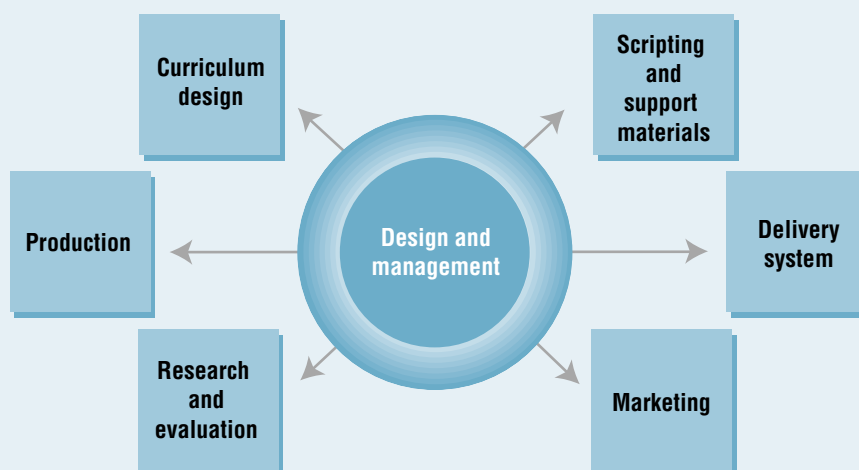 Curriculum
design
Scripting
and
support
materials
Production
Design and
management
Delivery
system
Research
and
evaluation
Marketing